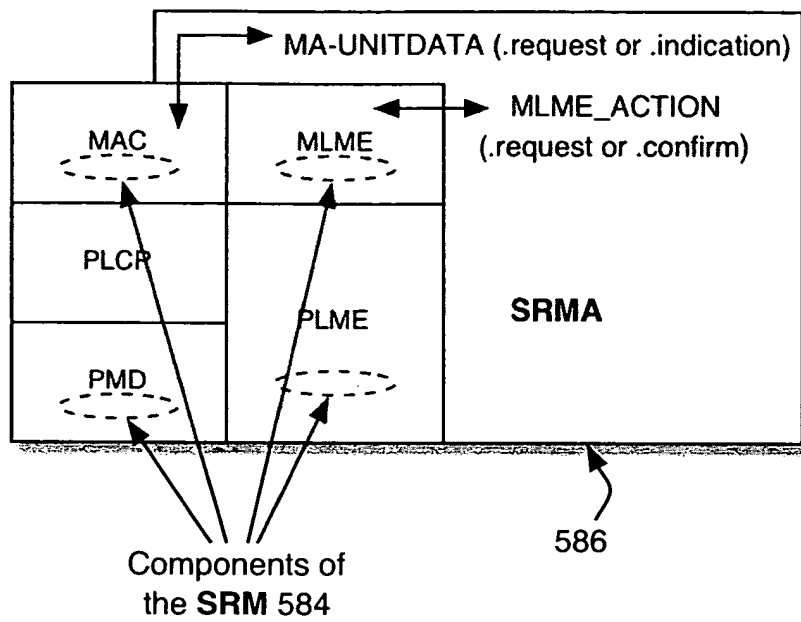 MA-UNITDATA (.request or .indication)
MAC
MLME
MLME_ACTION
(.request or .confirm)
PLCP
PLME
SRMA
PMD
586
Components of
the SRM 584